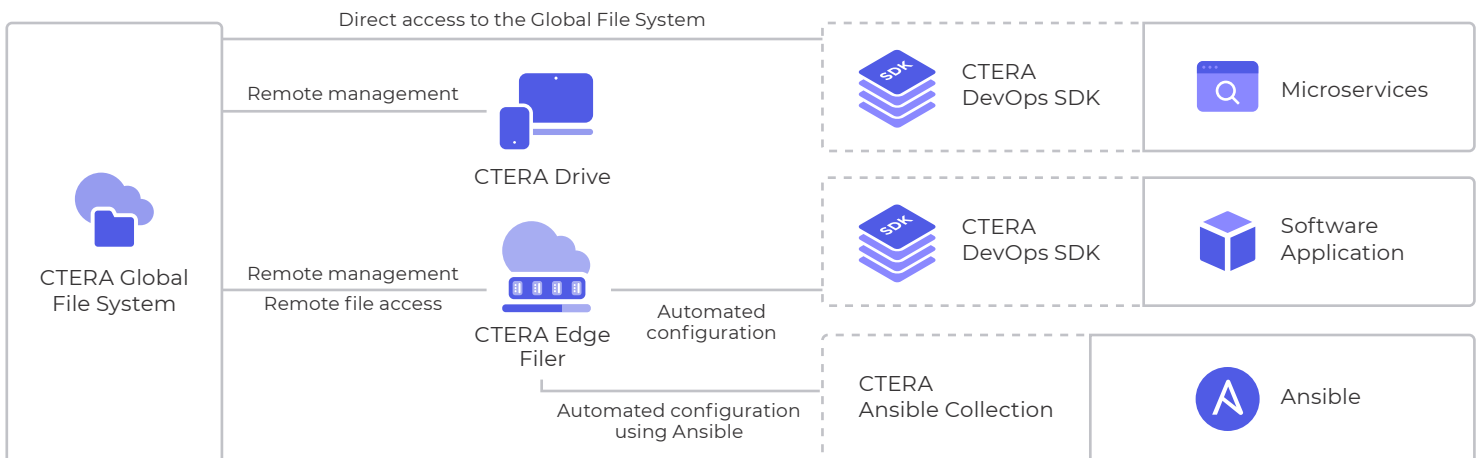 Direct access to the Global File System
SDK
CTERA
DevOps SDK
Microservices
Remote management
CTERA Drive
CTERA Global
File System
SDK
CTERA
DevOps SDK
Software
Application
Remote management
Remote file access
CTERA Edge
Filer
Automated
configuration
CTERA
Ansible Collection
Ansible
Automated configuration
using Ansible